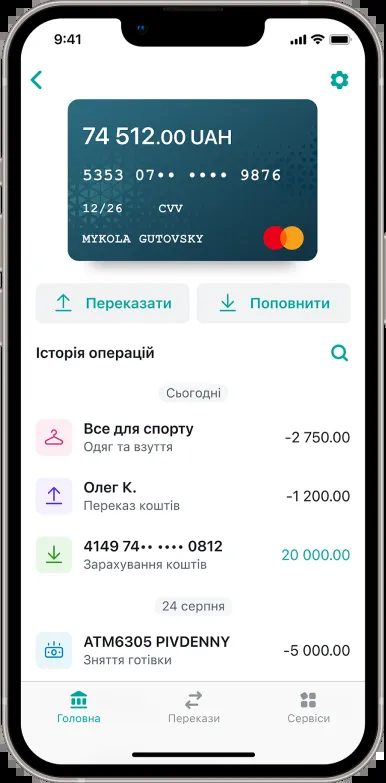 9:41
74 512.00 UAH
5353 07•• •••• 9876
12/26 CVV
MYKOLA GUTOVSKY
Переказати Поповнити
Історія операцій
Сьогодні
Все для спорту
Одяг та взуття
-2 750.00
Олег К.
Переказ коштів
-1 200.00
4149 74•• •••• 0812
Зарахування коштів
20 000.00
24 серпня
ATM6305 PIVDENNY
Зняття готівки
-5 000.00
Головна Перекази Сервіси